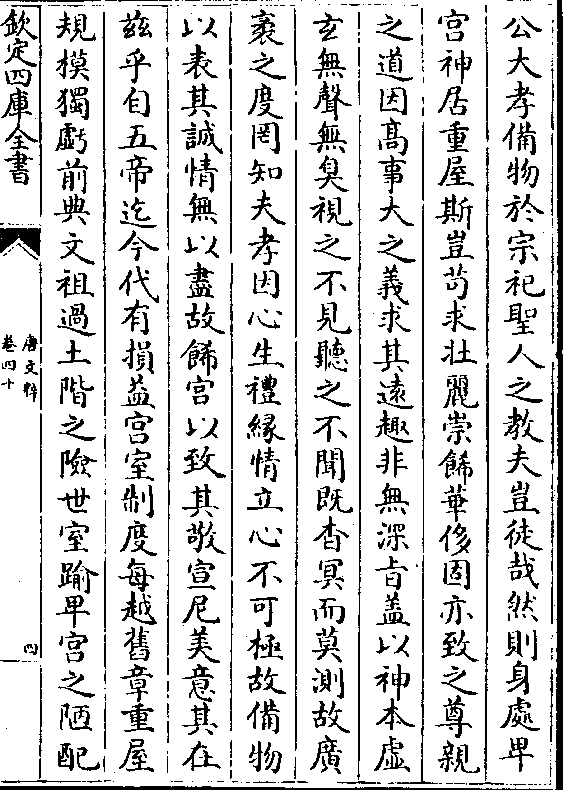 公大孝備物於宗祀聖人之教夫豈徒哉然則身處卑
宮神居重屋斯豈苟求壯麗崇餙華侈固亦致之尊親
之道因髙事大之義求其遠趣非無深㫖盖以神本虛
玄無聲無臭視之不見聽之不聞既杳冥而莫測故廣
袤之度罔知夫孝因心生禮縁情立心不可極故備物
以表其誠情無以盡故餙宮以致其敬宣尼美意其在
兹乎自五帝迄今代有損益宮室制度每越舊章重屋
規模獨虧前典文祖過土階之險世室踰卑宮之陋配
欽定四庫全書
唐文粹
卷四十
四